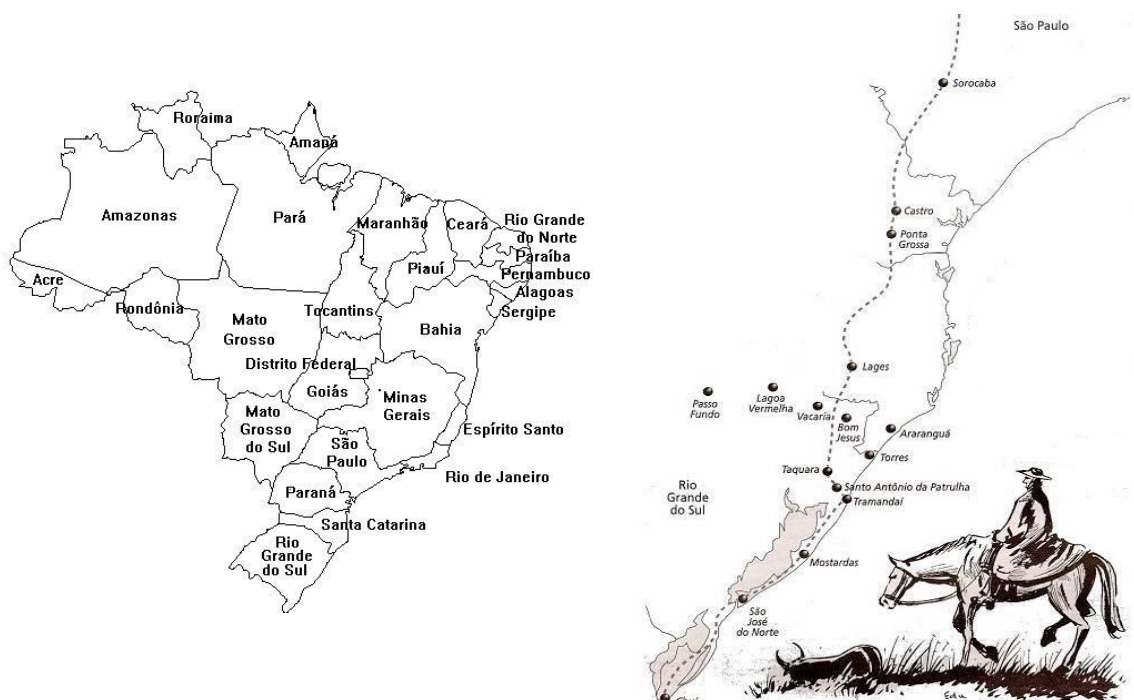 Roraima
Amapá
Amazonas
Pará
Maranhão
Ceará
Rio Grande
do Norte
Paraíba
Piauí
Pernambuco
Acre
Alagoas
Rondônia
Tocantins
Sergipe
Mato
Grosso
Bahia
Distrito Federal
Goiás
Minas
Gerais
Mato
Grosso
do Sul
Espírito Santo
São
Paulo
Rio de Janeiro
Paraná
Santa Catarina
Rio
Grande
do Sul
São Paulo
Sorocaba
Castro
Ponta
Grossa
Lages
Passo
Fundo
Lagoa
Vermelha
Vacaria
Bom
Jesus
Araranguá
Torres
Taquara
Santo Antônio da Patrulha
Tramandaí
Rio
Grande
do Sul
Mostardas
São
José
do Norte